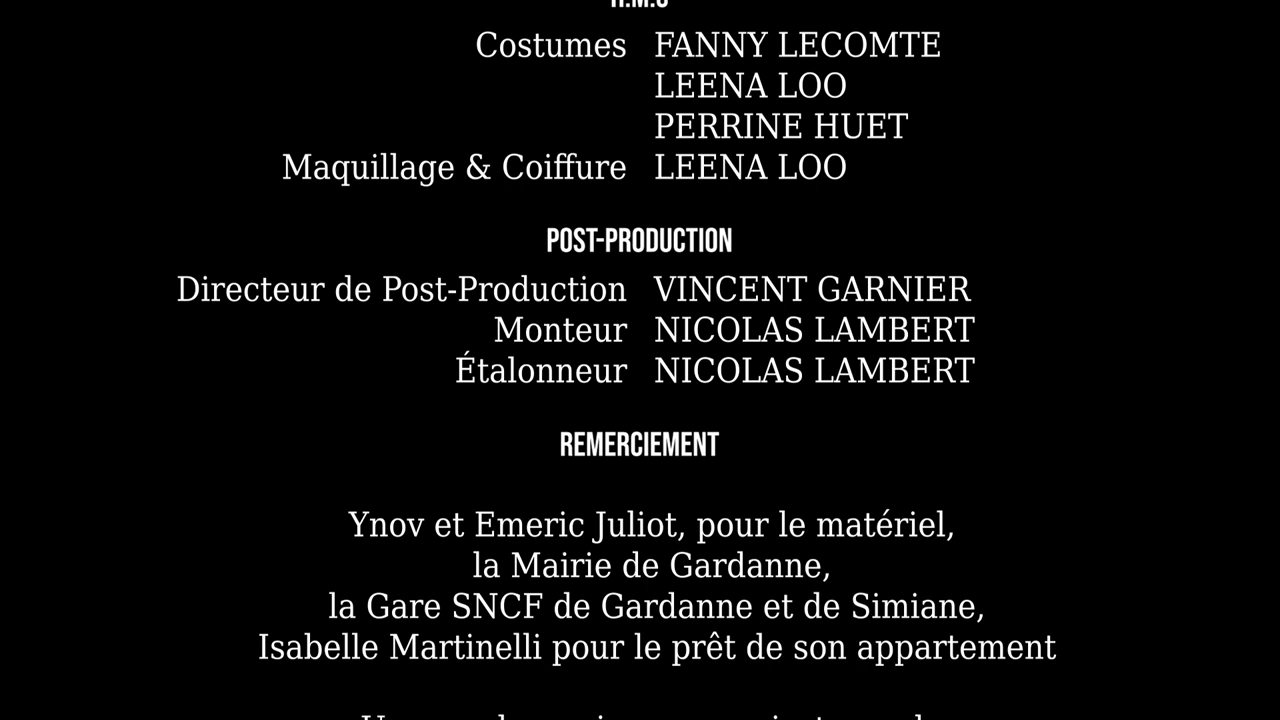 H.M.C
Costumes FANNY LECOMTE
LEENA LOO
PERRINE HUET
Maquillage & Coiffure LEENA LOO
POST-PRODUCTION
Directeur de Post-Production VINCENT GARNIER
Monteur NICOLAS LAMBERT
Étalonneur NICOLAS LAMBERT
REMERCIEMENT
Ynov et Emeric Juliot, pour le matériel,
la Mairie de Gardanne,
la Gare SNCF de Gardanne et de Simiane,
Isabelle Martinelli pour le prêt de son appartement